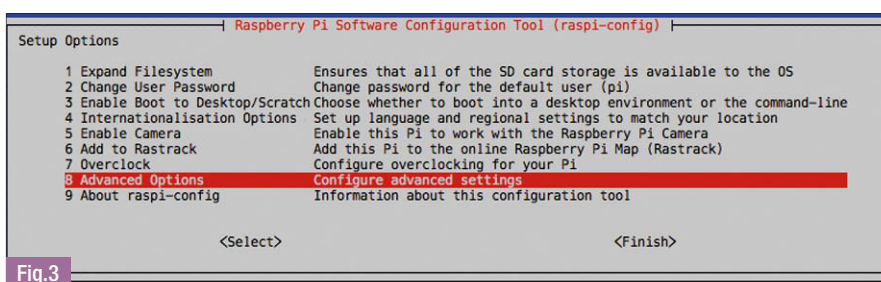 Raspberry Pi Software Configuration Tool (raspi-config)
Setup Options
1 Expand Filesystem Ensures that all of the SD card storage is available to the OS
2 Change User Password Change password for the default user (pi)
3 Enable Boot to Desktop/Scratch Choose whether to boot into a desktop environment or the command-line
4 Internationalisation Options Set up language and regional settings to match your location
5 Enable Camera Enable this Pi to work with the Raspberry Pi Camera
6 Add to Rastrack Add this Pi to the online Raspberry Pi Map (Rastrack)
7 Overclock Configure overclocking for your Pi
8 Advanced Options Configure advanced settings
9 About raspi-config Information about this configuration tool
<Select> <Finish>
Fig.3